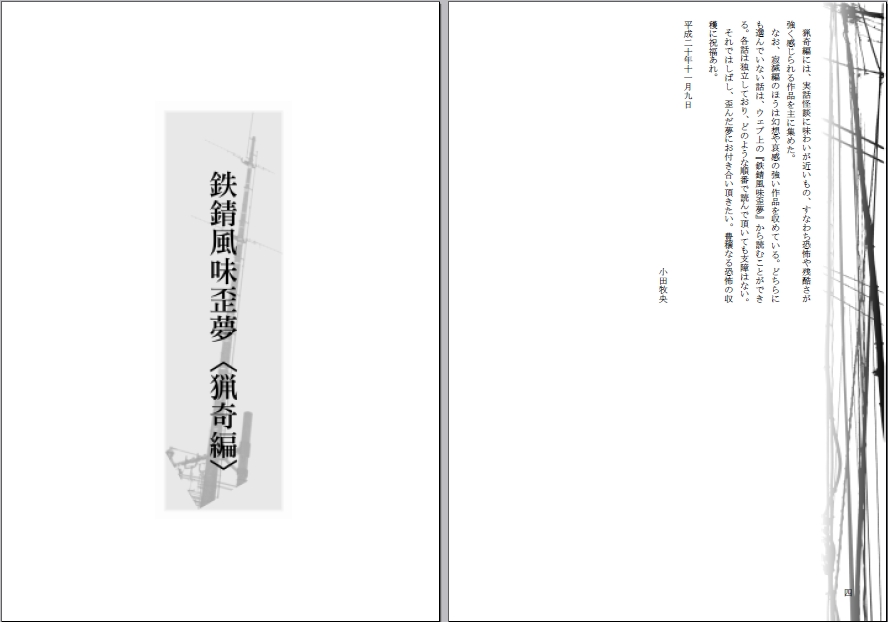 猟奇編には、実話怪談に味わいが近いもの、すなわち恐怖や残酷さが
強く感じられる作品を主に集めた。
なお、寂滅編のほうは幻想や哀感の強い作品を収めている。どちらに
も選んでいない話は、ウェブ上の『鉄錆風味歪夢』から読むことができ
る。各話は独立しており、どのような順番で読んで頂いても支障はない。
それではしばし、歪んだ夢にお付き合い頂きたい。豊穣なる恐怖の収
穫に祝福あれ。
平成二十年十一月九日
小田牧央
四
鉄錆風味歪夢〈猟奇編〉